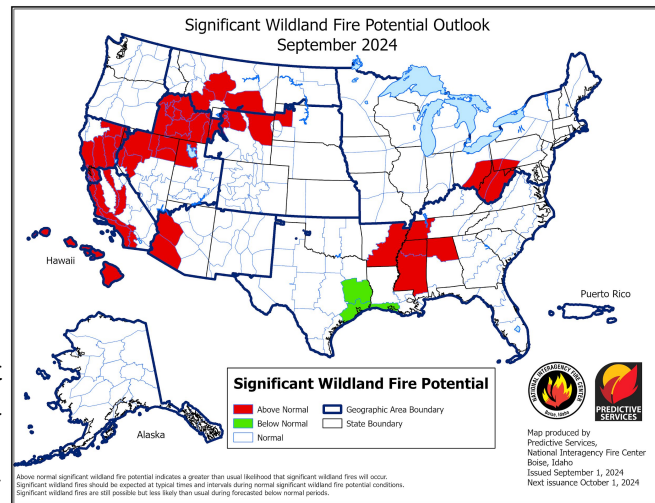 Significant Wildland Fire Potential Outlook
September 2024
Hawaii
Puerto Rico
Alaska
Significant Wildland Fire Potential
Above Normal
Geographic Area Boundary
Below Normal
State Boundary
Normal
NATIONAL INTERAGENCY FIRE CENTER
Boise, Idaho
PREDICTIVE
SERVICES
Map produced by
Predictive Services,
National Interagency Fire Center
Boise, Idaho
Issued September 1, 2024
Next issuance October 1, 2024
Above normal significant wildland fire potential indicates a greater than usual likelihood that significant wildland fires will occur.
Significant wildland fires should be expected at typical times and intervals during normal significant wildland fire potential conditions.
Significant wildland fires are still possible but less likely than usual during forecasted below normal periods.